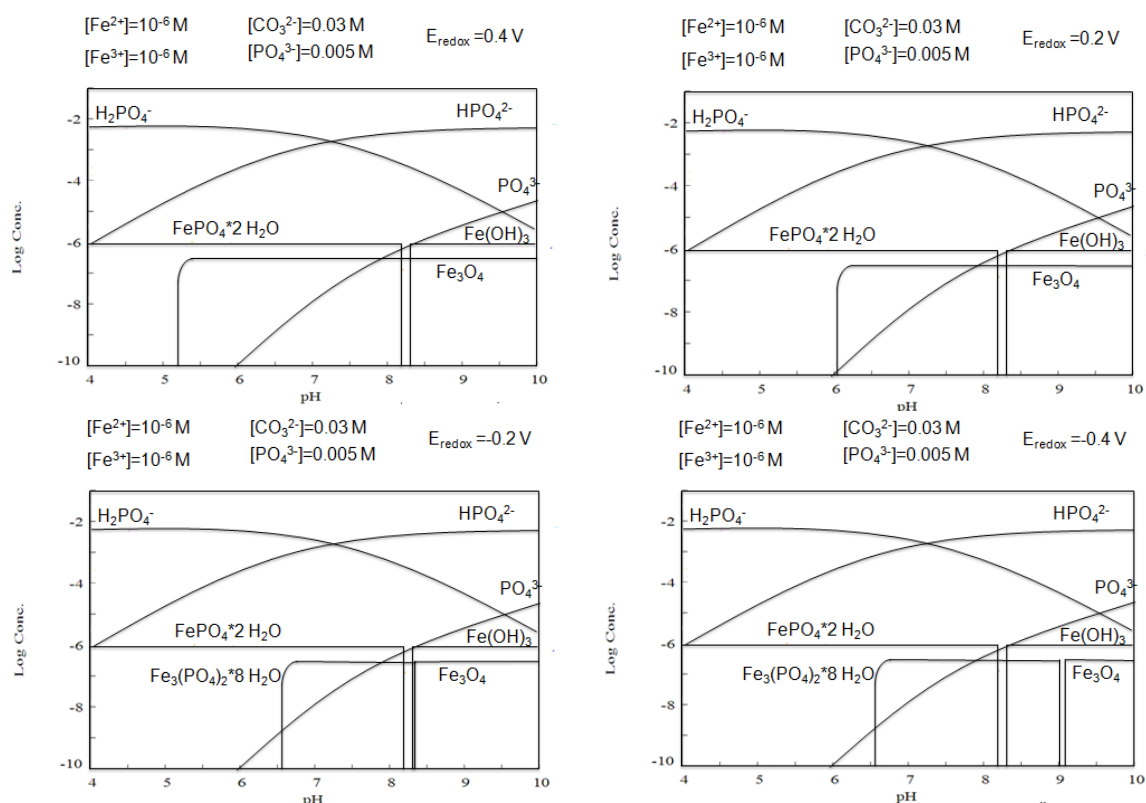 [Fe²⁺]=10⁻⁶ M [CO₃²⁻]=0.03 M
E_redox =0.4 V
[Fe³⁺]=10⁻⁶ M [PO₄³⁻]=0.005 M
H₂PO₄⁻
HPO₄²⁻
PO₄³⁻
FePO₄*2 H₂O
Fe(OH)₃
Fe₃O₄
Log Conc.
-2
-4
-6
-8
-10
4 5 6 7 8 9 10
pH
[Fe²⁺]=10⁻⁶ M [CO₃²⁻]=0.03 M
E_redox =0.2 V
[Fe³⁺]=10⁻⁶ M [PO₄³⁻]=0.005 M
H₂PO₄⁻
HPO₄²⁻
PO₄³⁻
FePO₄*2 H₂O
Fe(OH)₃
Fe₃O₄
Log Conc.
-2
-4
-6
-8
-10
4 5 6 7 8 9 10
pH
[Fe²⁺]=10⁻⁶ M [CO₃²⁻]=0.03 M
E_redox =-0.2 V
[Fe³⁺]=10⁻⁶ M [PO₄³⁻]=0.005 M
H₂PO₄⁻
HPO₄²⁻
PO₄³⁻
FePO₄*2 H₂O
Fe(OH)₃
Fe₃(PO₄)₂*8 H₂O
Fe₃O₄
Log Conc.
-2
-4
-6
-8
-10
4 5 6 7 8 9 10
pH
[Fe²⁺]=10⁻⁶ M [CO₃²⁻]=0.03 M
E_redox =-0.4 V
[Fe³⁺]=10⁻⁶ M [PO₄³⁻]=0.005 M
H₂PO₄⁻
HPO₄²⁻
PO₄³⁻
FePO₄*2 H₂O
Fe(OH)₃
Fe₃(PO₄)₂*8 H₂O
Fe₃O₄
Log Conc.
-2
-4
-6
-8
-10
4 5 6 7 8 9 10
pH